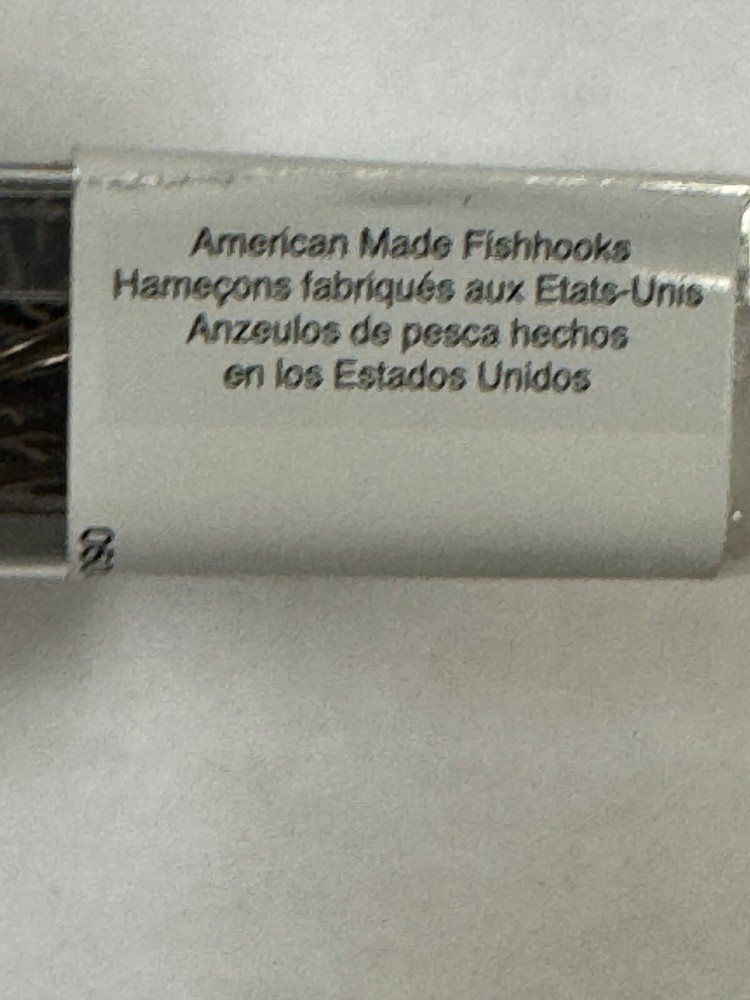 American Made Fishhooks
Hameçons fabriqués aux Etats-Unis
Anzeulos de pesca hechos
en los Estados Unidos